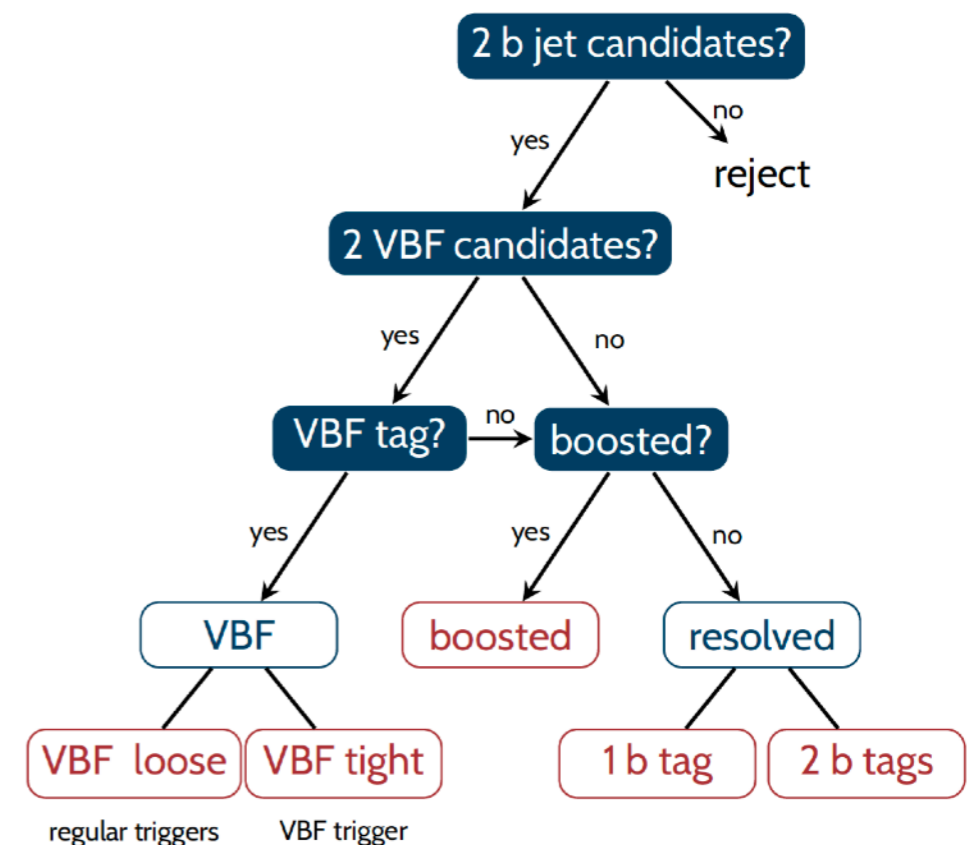 2 b jet candidates?
no
yes
reject
2 VBF candidates?
yes
no
VBF tag?
no
boosted?
yes
yes
no
VBF
boosted
resolved
VBF loose
VBF tight
1 b tag
2 b tags
regular triggers
VBF trigger